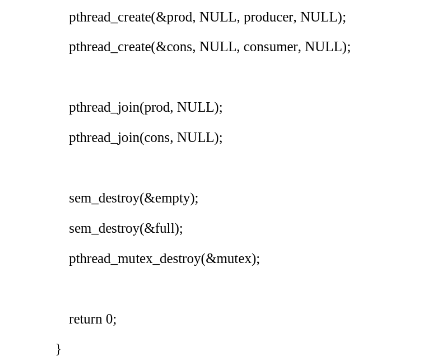 pthread_create(&prod, NULL, producer, NULL);
pthread_create(&cons, NULL, consumer, NULL);
pthread_join(prod, NULL);
pthread_join(cons, NULL);
sem_destroy(&empty);
sem_destroy(&full);
pthread_mutex_destroy(&mutex);
return 0;
}